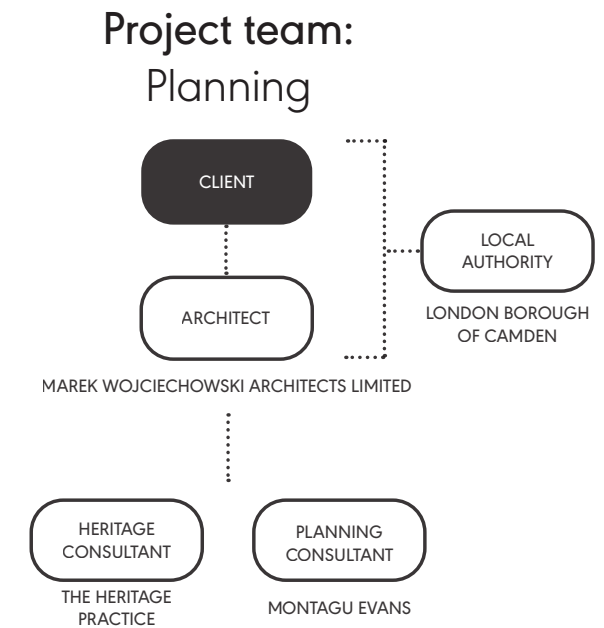 Project team:
Planning
CLIENT
LOCAL
AUTHORITY
ARCHITECT
LONDON BOROUGH
OF CAMDEN
MAREK WOJCIECHOWSKI ARCHITECTS LIMITED
HERITAGE
CONSULTANT
THE HERITAGE
PRACTICE
PLANNING
CONSULTANT
MONTAGU EVANS